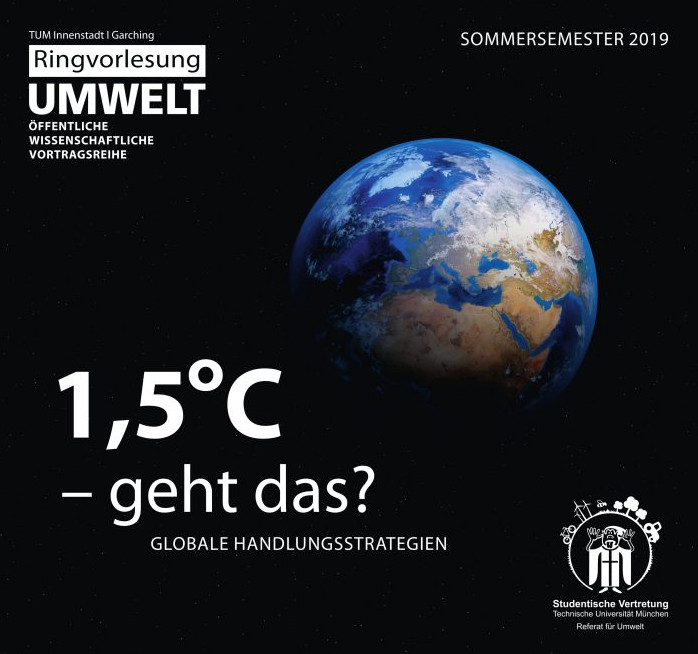 TUM Innenstadt | Garching
Ringvorlesung
UMWELT
ÖFFENTLICHE
WISSENSCHAFTLICHE
VORTRAGSREIHE
SOMMERSEMESTER 2019
1,5°C
– geht das?
GLOBALE HANDLUNGSSTRATEGIEN
Studentische Vertretung
Technische Universität München
Referat für Umwelt